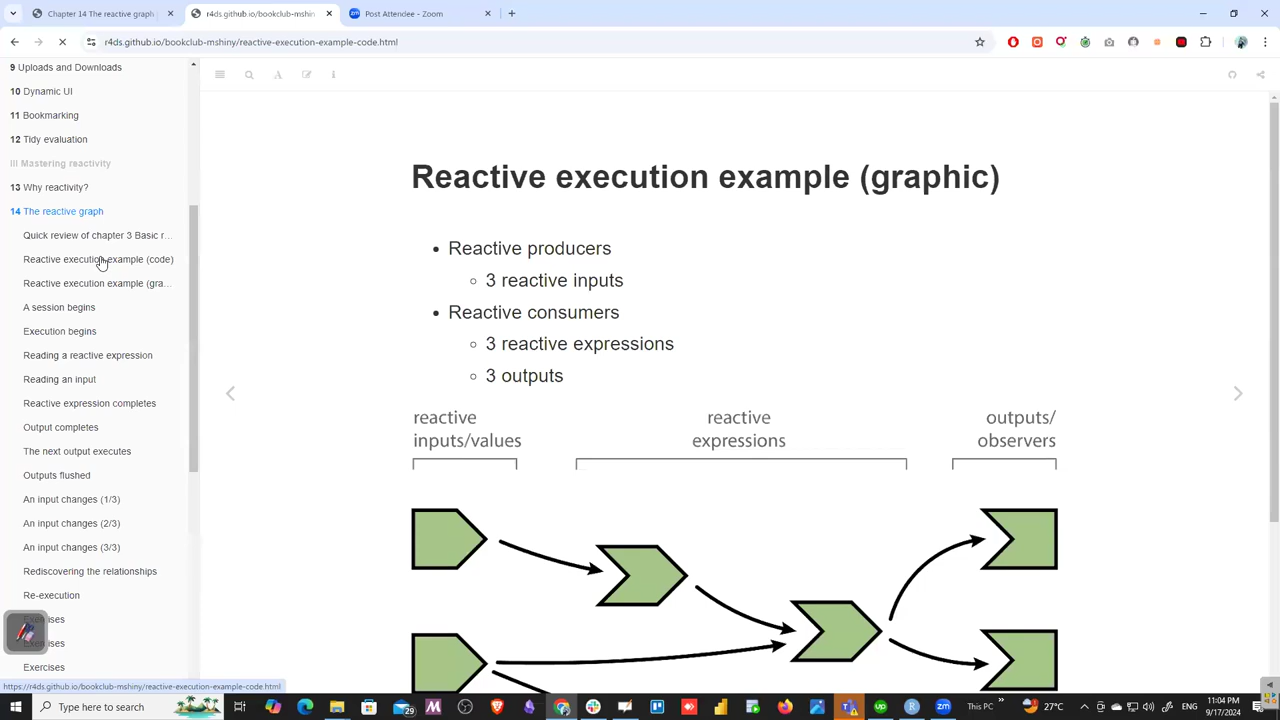 Chapter 14 The reactive graph
r4ds.github.io/bookclub-mshiny/
Post Attendee - Zoom
r4ds.github.io/bookclub-mshiny/reactive-execution-example-code.html
9 Uploads and Downloads
10 Dynamic UI
11 Bookmarking
12 Tidy evaluation
III Mastering reactivity
13 Why reactivity?
14 The reactive graph
Quick review of chapter 3 Basic r...
Reactive execution example (code)
Reactive execution example (gra...
A session begins
Execution begins
Reading a reactive expression
Reading an input
Reactive expression completes
Output completes
The next output executes
Outputs flushed
An input changes (1/3)
An input changes (2/3)
An input changes (3/3)
Rediscovering the relationships
Re-execution
Exercises
Exercises
Exercises
Reactive execution example (graphic)
Reactive producers
3 reactive inputs
Reactive consumers
3 reactive expressions
3 outputs
reactive
inputs/values
reactive
expressions
outputs/
observers
https://r4ds.github.io/bookclub-mshiny/reactive-execution-example-code.html
Type here to search
29
This PC
27°C
11:04 PM
9/17/2024